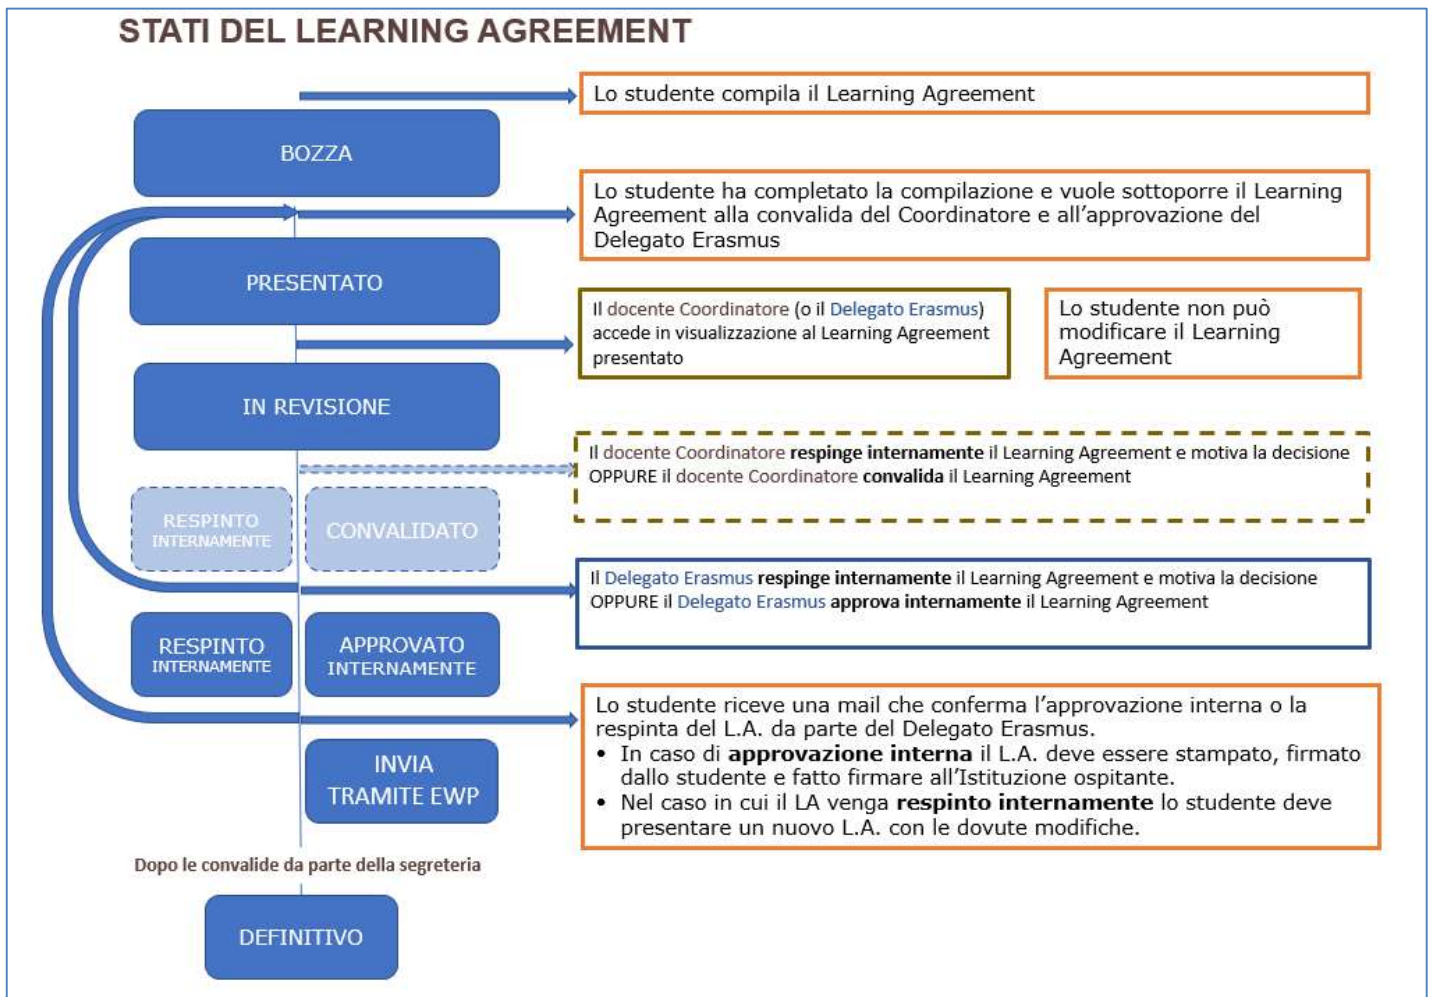 STATI DEL LEARNING AGREEMENT
Lo studente compila il Learning Agreement
BOZZA
Lo studente ha completato la compilazione e vuole sottoporre il Learning
Agreement alla convalida del Coordinatore e all'approvazione del
Delegato Erasmus
PRESENTATO
Il docente Coordinatore (o il Delegato Erasmus)
accede in visualizzazione al Learning Agreement
presentato
Lo studente non può
modificare il Learning
Agreement
IN REVISIONE
Il docente Coordinatore respinge internamente il Learning Agreement e motiva la decisione
OPPURE il docente Coordinatore convalida il Learning Agreement
RESPINTO
INTERNAMENTE
CONVALIDATO
Il Delegato Erasmus respinge internamente il Learning Agreement e motiva la decisione
OPPURE il Delegato Erasmus approva internamente il Learning Agreement
RESPINTO
INTERNAMENTE
APPROVATO
INTERNAMENTE
Lo studente riceve una mail che conferma l'approvazione interna o la
respinta del L.A. da parte del Delegato Erasmus.
• In caso di approvazione interna il L.A. deve essere stampato, firmato
dallo studente e fatto firmare all'Istituzione ospitante.
• Nel caso in cui il LA venga respinto internamente lo studente deve
presentare un nuovo L.A. con le dovute modifiche.
INVIA
TRAMITE EWP
Dopo le convalide da parte della segreteria
DEFINITIVO